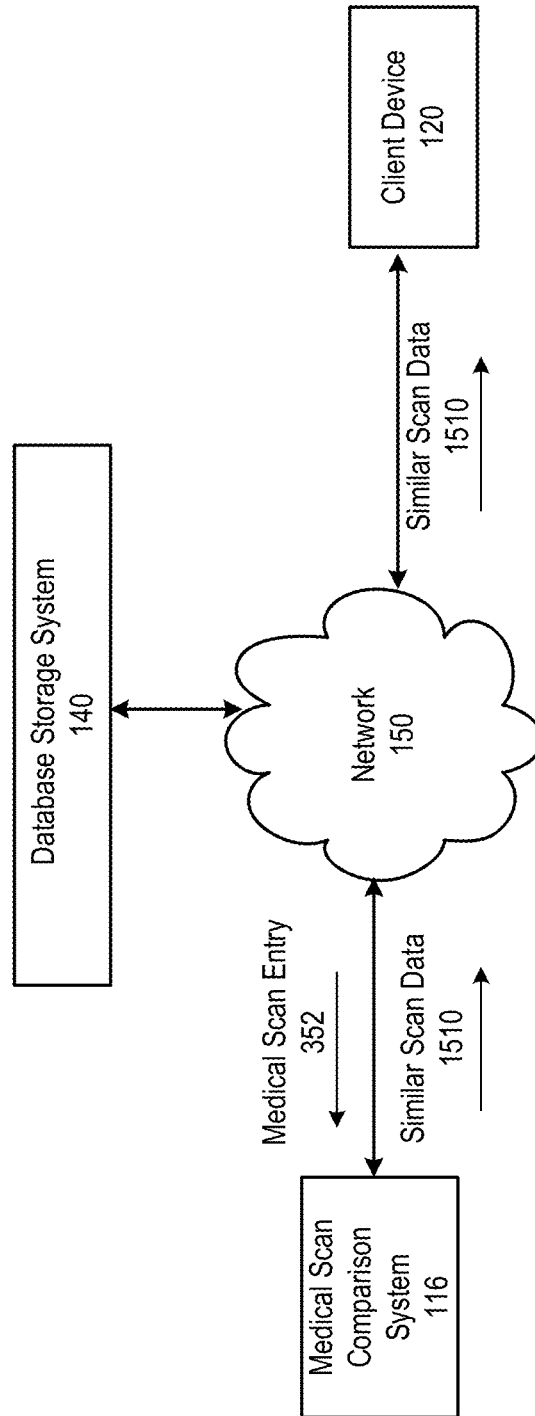 Database Storage System
140
Medical Scan
Comparison
System
116
Medical Scan Entry
352
Similar Scan Data
1510
Network
150
Similar Scan Data
1510
Client Device
120